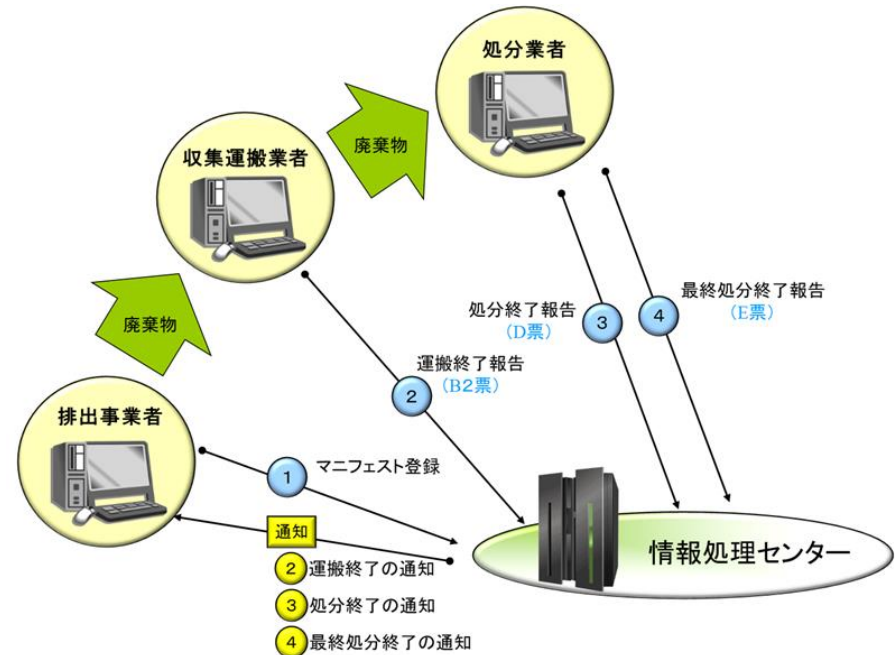 処分業者
廃棄物
収集運搬業者
廃棄物
処分終了報告
(D票)
3
4
最終処分終了報告
(E票)
運搬終了報告
(B2票)
2
排出事業者
1
マニフェスト登録
通知
情報処理センター
2 運搬終了の通知
3 処分終了の通知
4 最終処分終了の通知